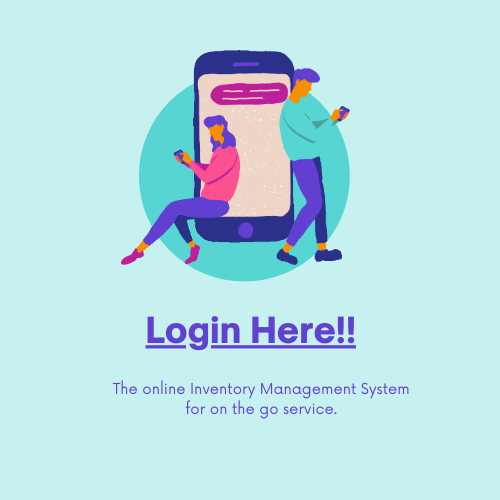 Login Here!!
The online Inventory Management System
for on the go service.